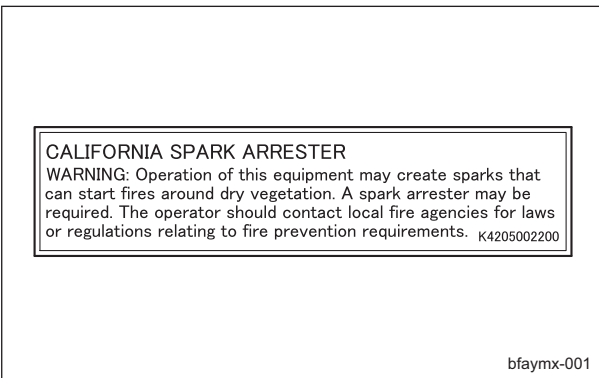 CALIFORNIA SPARK ARRESTER
WARNING: Operation of this equipment may create sparks that
can start fires around dry vegetation. A spark arrester may be
required. The operator should contact local fire agencies for laws
or regulations relating to fire prevention requirements. K4205002200
bfaymx-001